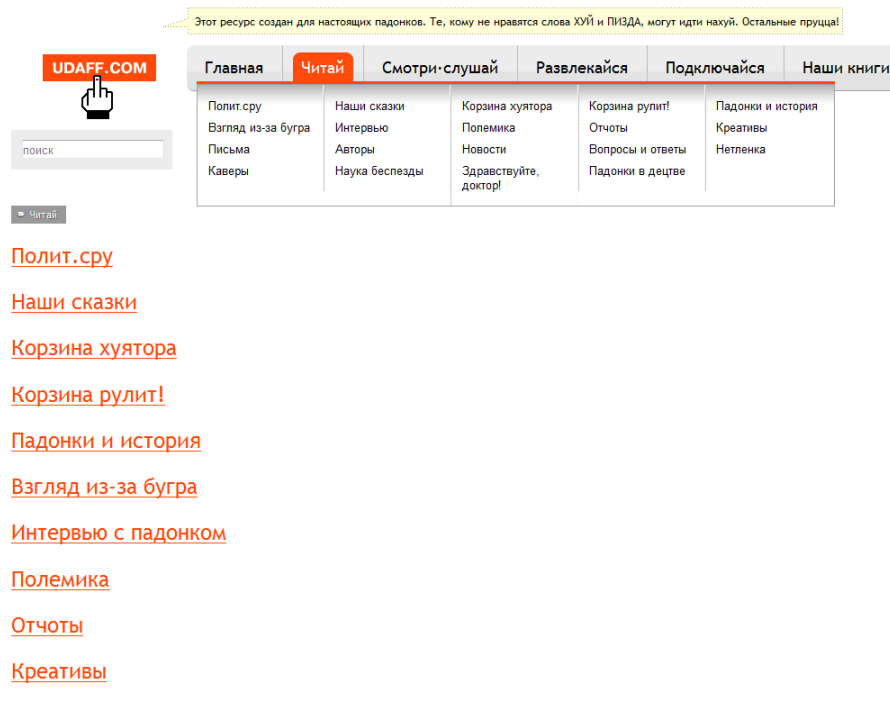 Этот ресурс создан для настоящих падонков. Те, кому не нравятся слова ХУЙ и ПИЗДА, могут идти нахуй. Остальные пруцца!
UDAFF.COM
Главная Читай Смотри·слушай Развлекайся Подключайся Наши книги
Полит.сру Наши сказки Корзина хуятора Корзина рулит! Падонки и история
Взгляд из-за бугра Интервью Полемика Отчоты Креативы
Письма Авторы Новости Вопросы и ответы Нетленка
Каверы Наука беспезды Здравствуйте, Падонки в децтве
доктор!
поиск
Читай
Полит.сру
Наши сказки
Корзина хуятора
Корзина рулит!
Падонки и история
Взгляд из-за бугра
Интервью с падонком
Полемика
Отчоты
Креативы